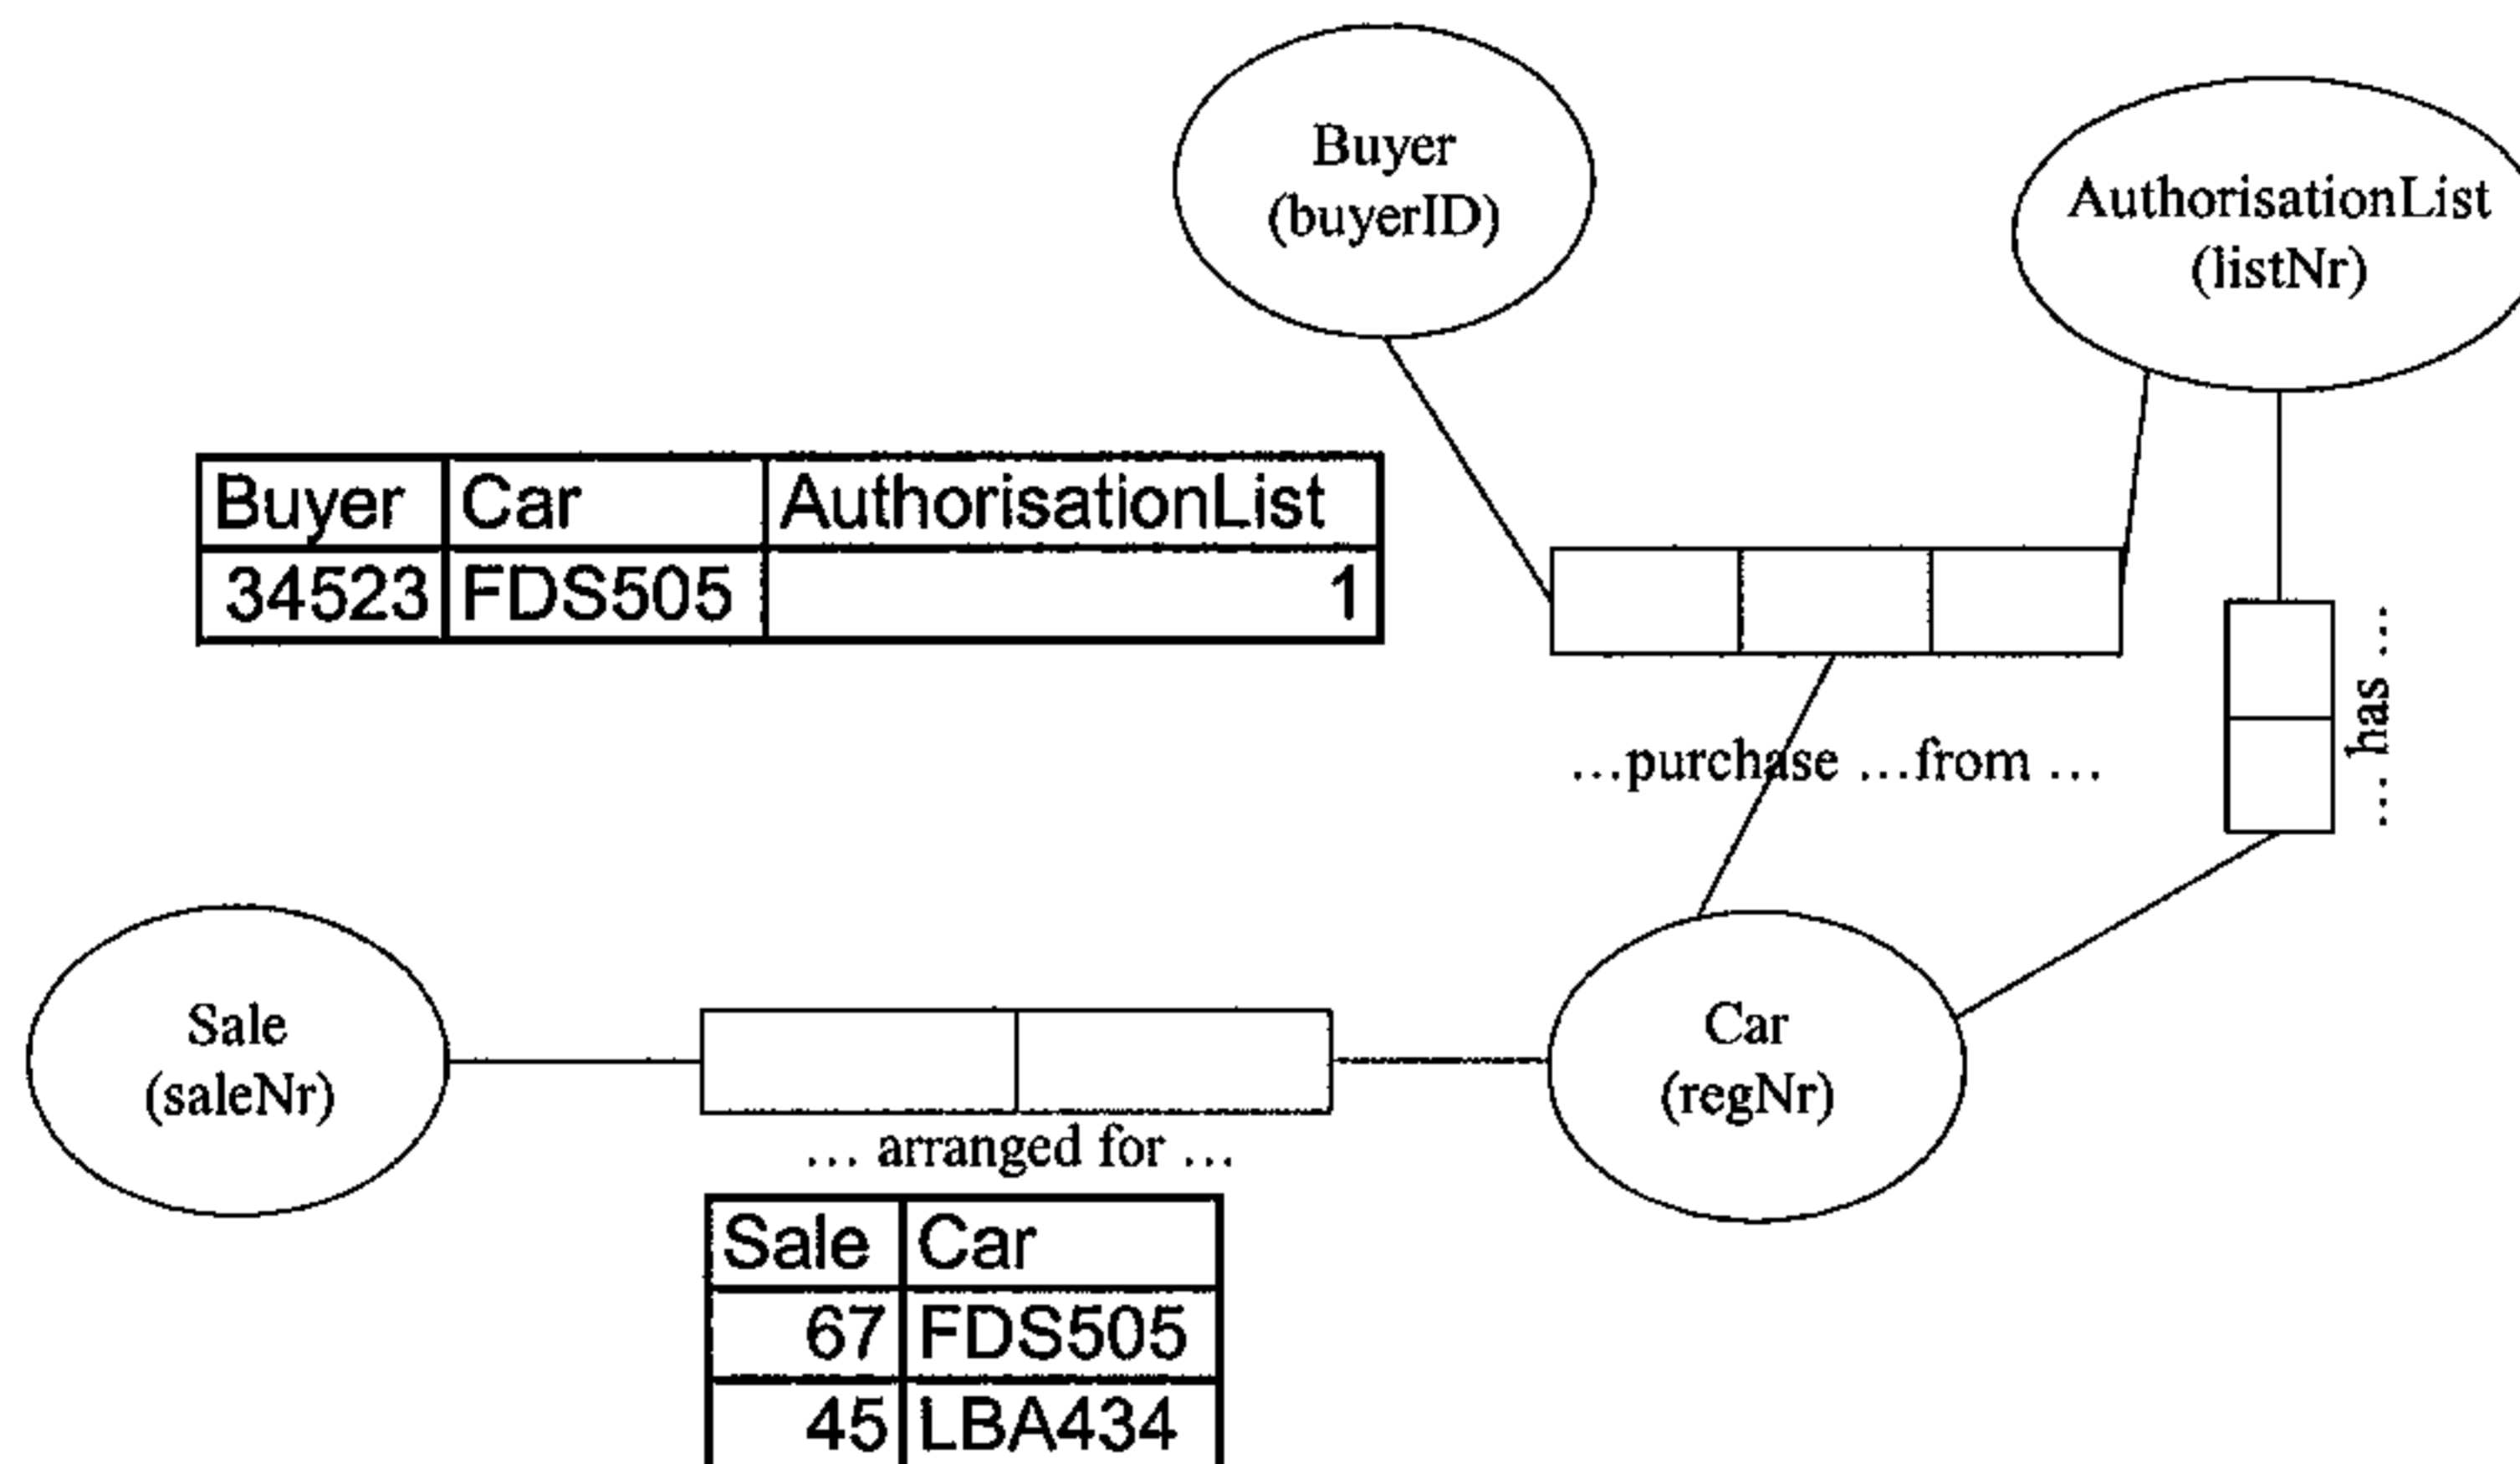 Buyer
(buyerID)
AuthorisationList
(listNr)
Buyer Car AuthorisationList
34523 FDS505 1
...purchase ...from ...
... has ...
Sale
(saleNr)
... arranged for ...
Car
(regNr)
Sale Car
67 FDS505
45 LBA434